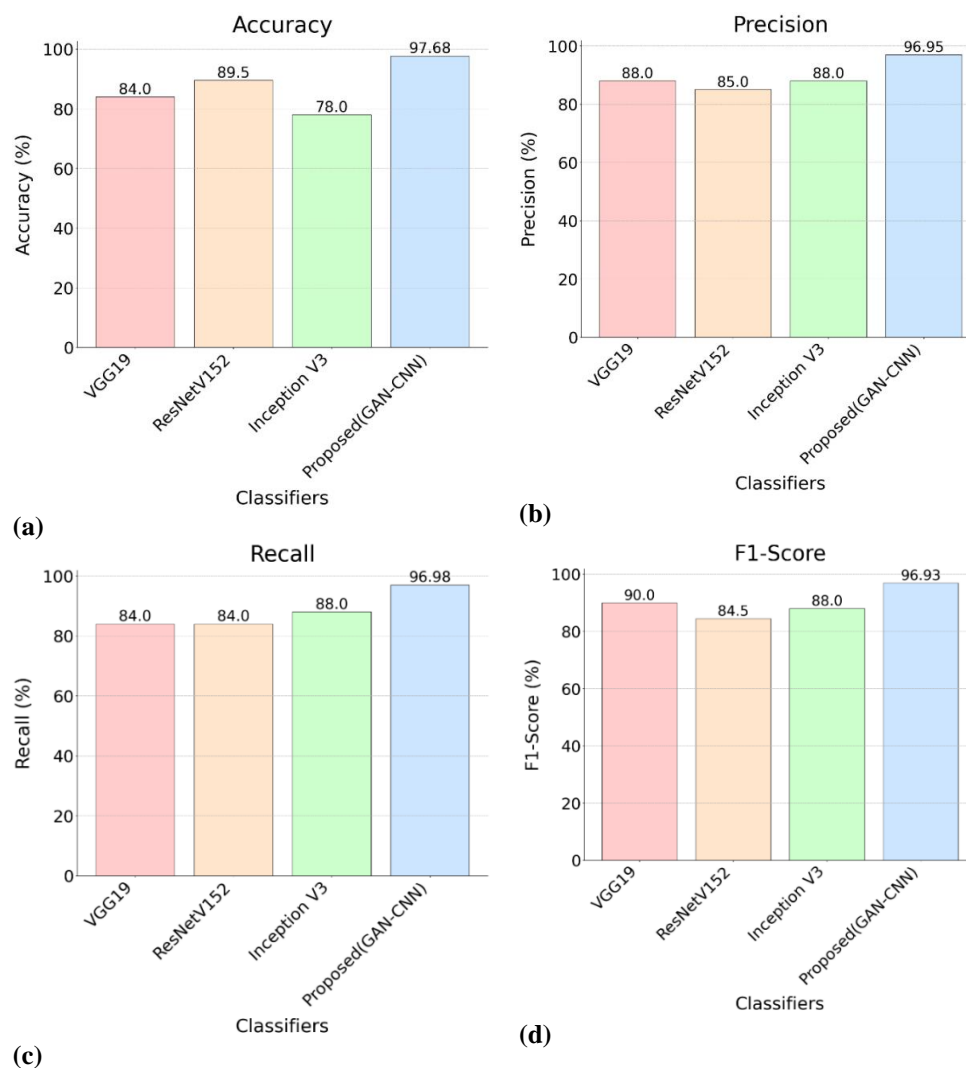 Accuracy
Accuracy (%)
100
80
60
40
20
0
84.0
89.5
78.0
97.68
VGG19
ResNetV152
Inception V3
Proposed(GAN-CNN)
Classifiers
(a)
Precision
Precision (%)
100
80
60
40
20
0
88.0
85.0
88.0
96.95
VGG19
ResNetV152
Inception V3
Proposed(GAN-CNN)
Classifiers
(b)
Recall
Recall (%)
100
80
60
40
20
0
84.0
84.0
88.0
96.98
VGG19
ResNetV152
Inception V3
Proposed(GAN-CNN)
Classifiers
(c)
F1-Score
F1-Score (%)
100
80
60
40
20
0
90.0
84.5
88.0
96.93
VGG19
ResNetV152
Inception V3
Proposed(GAN-CNN)
Classifiers
(d)